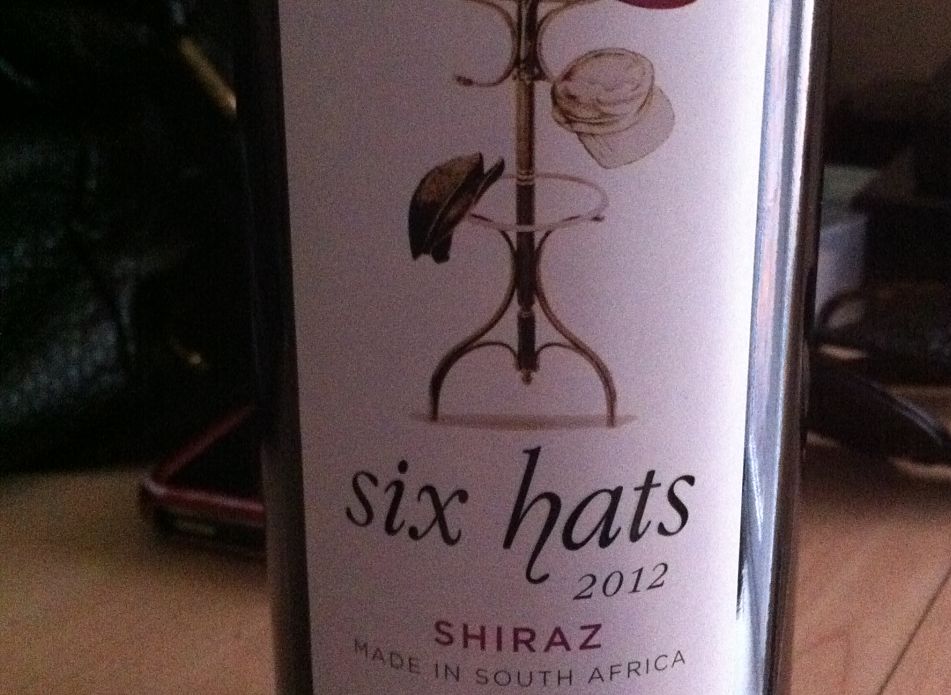 six hats
2012
SHIRAZ
MADE IN SOUTH AFRICA